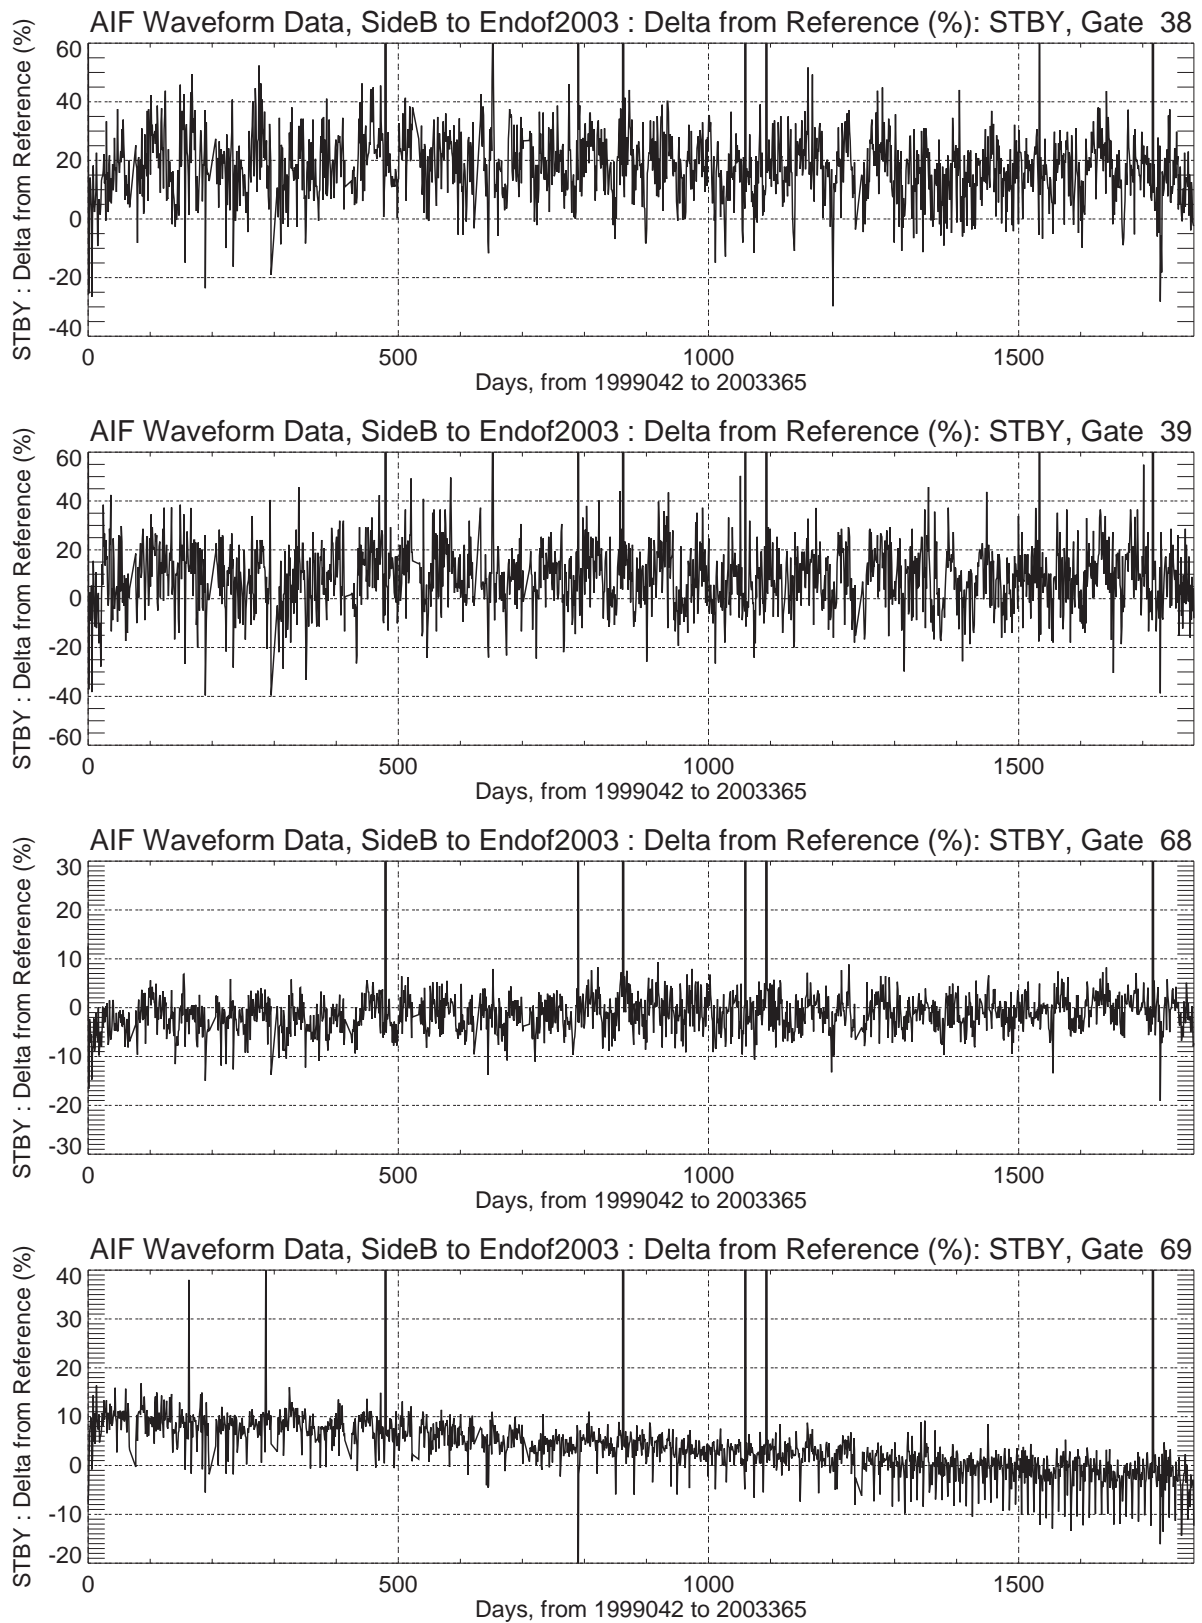 AIF Waveform Data, SideB to Endof2003 : Delta from Reference (%): STBY, Gate 38
STBY : Delta from Reference (%)
60
40
20
0
-20
-40
0 500 1000 1500
Days, from 1999042 to 2003365
AIF Waveform Data, SideB to Endof2003 : Delta from Reference (%): STBY, Gate 39
STBY : Delta from Reference (%)
60
40
20
0
-20
-40
-60
0 500 1000 1500
Days, from 1999042 to 2003365
AIF Waveform Data, SideB to Endof2003 : Delta from Reference (%): STBY, Gate 68
STBY : Delta from Reference (%)
30
20
10
0
-10
-20
-30
0 500 1000 1500
Days, from 1999042 to 2003365
AIF Waveform Data, SideB to Endof2003 : Delta from Reference (%): STBY, Gate 69
STBY : Delta from Reference (%)
40
30
20
10
0
-10
-20
0 500 1000 1500
Days, from 1999042 to 2003365